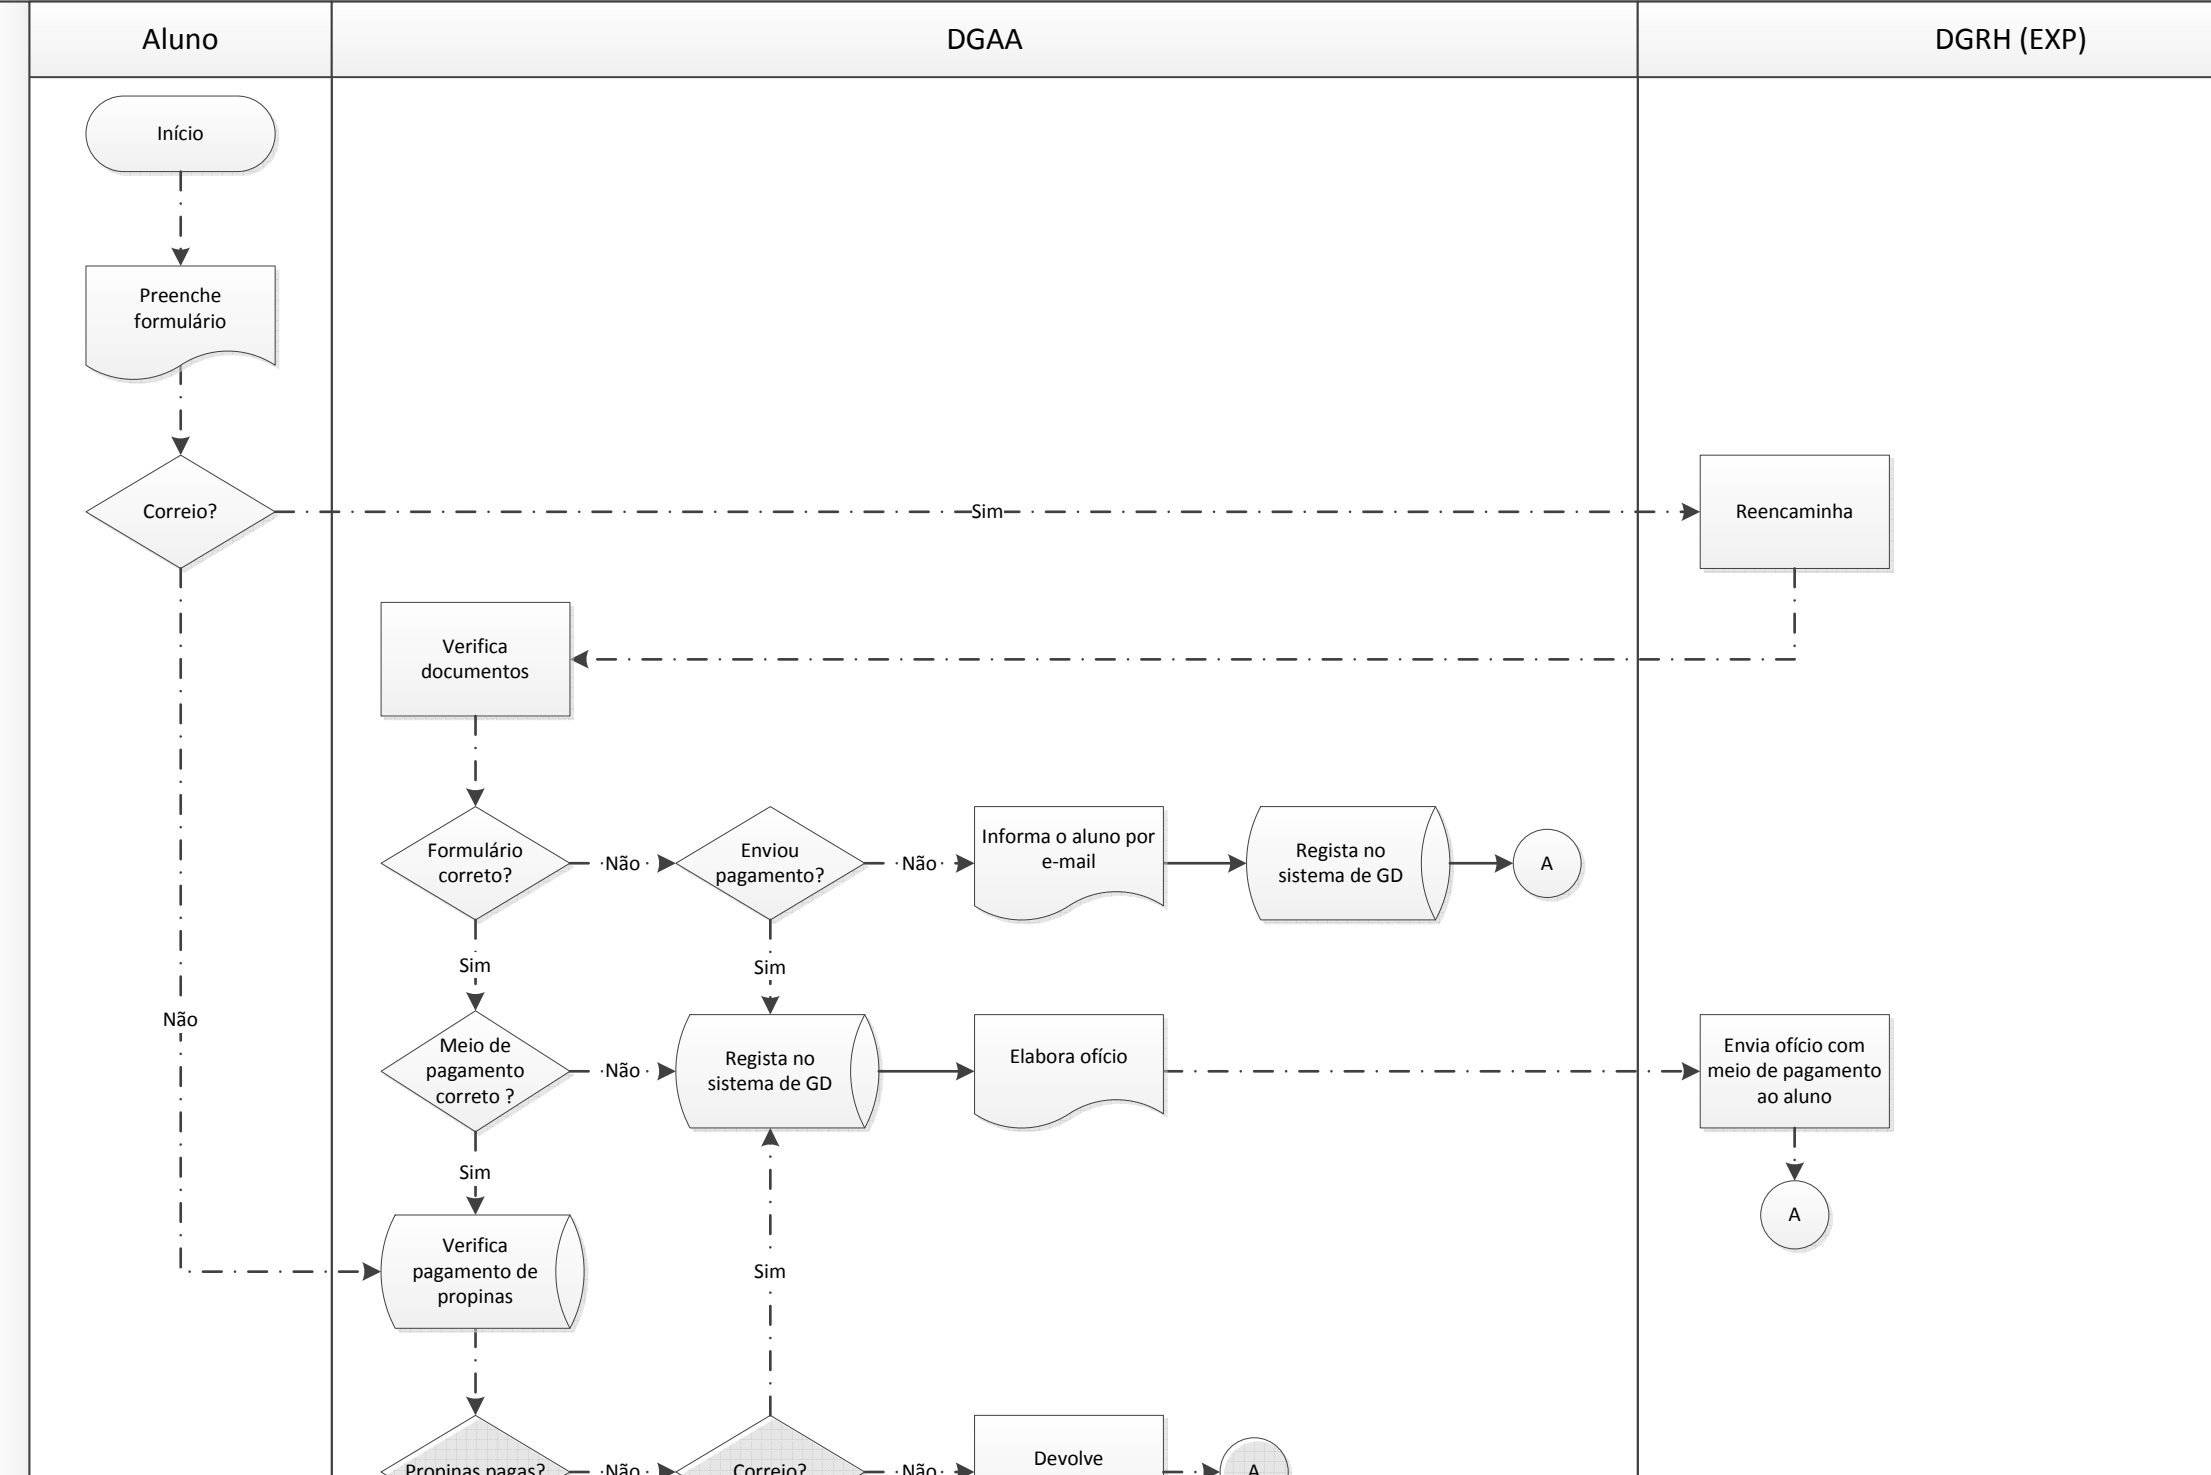 Aluno
DGAA
DGRH (EXP)
Início
Preenche
formulário
Correio?
Sim
Reencaminha
Verifica
documentos
Formulário
correto?
Não
Enviou
pagamento?
Não
Informa o aluno por
e-mail
Regista no
sistema de GD
A
Sim
Sim
Não
Meio de
pagamento
correto ?
Não
Regista no
sistema de GD
Elabora ofício
Envia ofício com
meio de pagamento
ao aluno
Sim
A
Verifica
pagamento de
propinas
Sim
Propinas pagas?
Não
Correio?
Não
Devolve
A